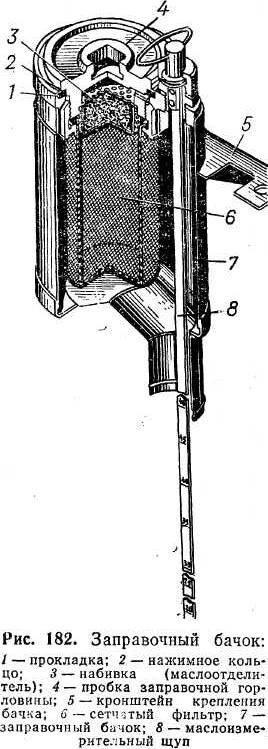 4
3
2
1
5
6
7
8
Рис. 182. Заправочный бачок:
1 — прокладка; 2 — нажимное коль-
цо; 3 — набивка (маслоотдели-
тель); 4 — пробка заправочной гор-
ловины; 5 — кронштейн крепления
бачка; 6 — сетчатый фильтр; 7 —
заправочный бачок; 8 — маслоизме-
рительный щуп